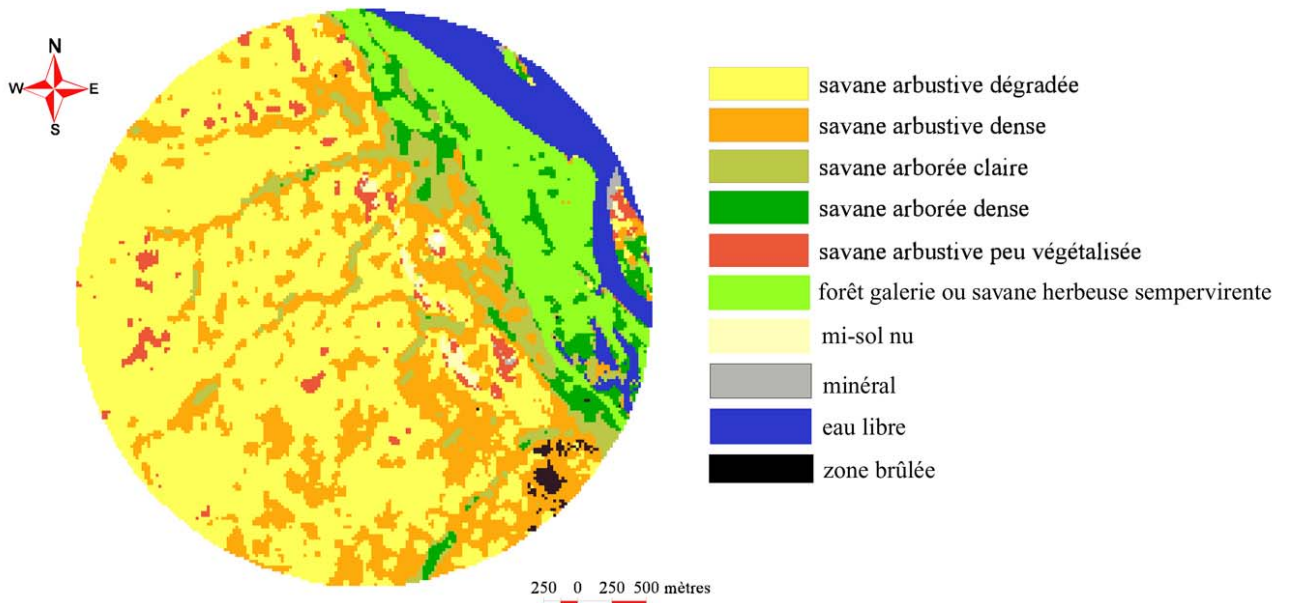 N
W E
S
savane arbustive dégradée
savane arbustive dense
savane arborée claire
savane arborée dense
savane arbustive peu végétalisée
forêt galerie ou savane herbeuse sempervirente
mi-sol nu
minéral
eau libre
zone brûlée
250 0 250 500 mètres